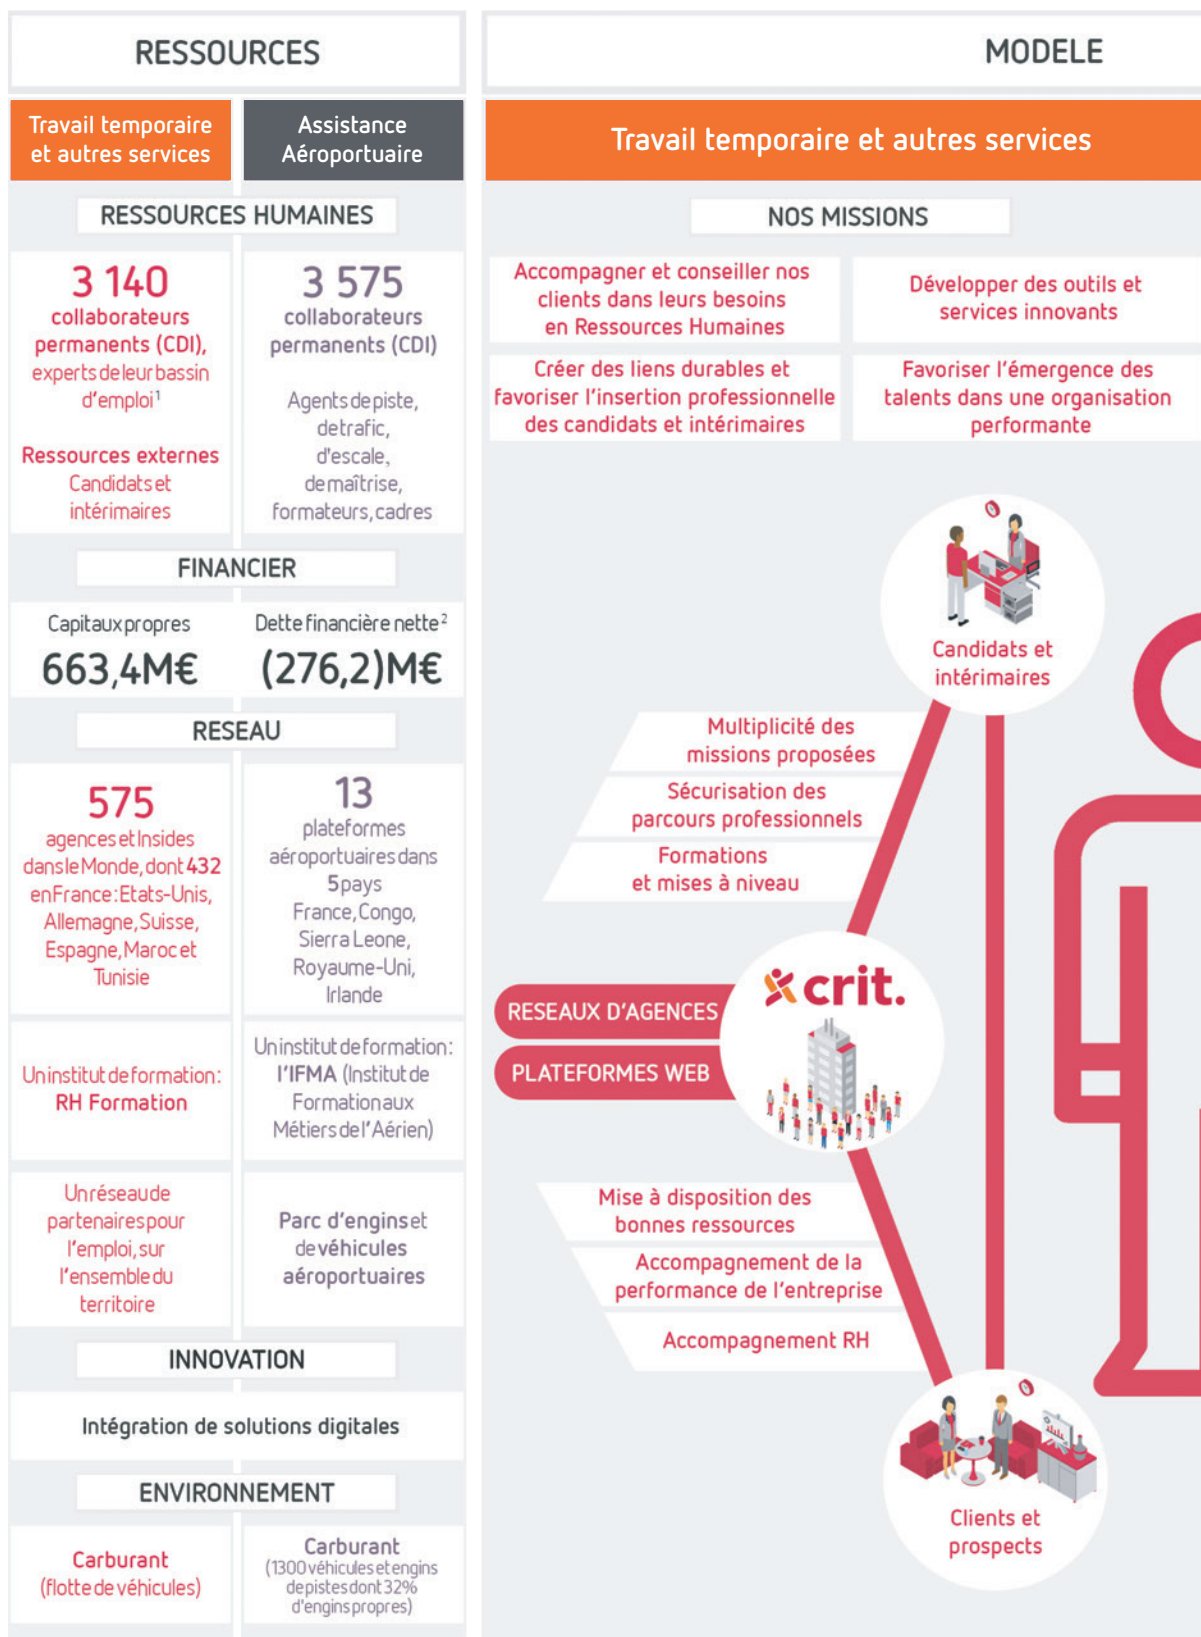 RESSOURCES
Travail temporaire
et autres services
Assistance
Aéroportuaire
RESSOURCES HUMAINES
3 140
collaborateurs
permanents (CDI),
experts de leur bassin
d'emploi¹
Ressources externes
Candidats et
intérimaires
3 575
collaborateurs
permanents (CDI)
Agents de piste,
de trafic,
d'escale,
de maîtrise,
formateurs, cadres
FINANCIER
Capitaux propres
663,4M€
Dette financière nette²
(276,2)M€
RESEAU
575
agences et Insides
dans le Monde, dont 432
en France : Etats-Unis,
Allemagne, Suisse,
Espagne, Maroc et
Tunisie
13
plateformes
aéroportuaires dans
5 pays
France, Congo,
Sierra Leone,
Royaume-Uni,
Irlande
Un institut de formation :
RH Formation
Un institut de formation :
l'IFMA (Institut de
Formation aux
Métiers de l'Aérien)
Un réseau de
partenaires pour
l'emploi, sur
l'ensemble du
territoire
Parc d'engins et
de véhicules
aéroportuaires
INNOVATION
Intégration de solutions digitales
ENVIRONNEMENT
Carburant
(flotte de véhicules)
Carburant
(1300 véhicules et engins
de pistes dont 32%
d'engins propres)
MODELE
Travail temporaire et autres services
NOS MISSIONS
Accompagner et conseiller nos
clients dans leurs besoins
en Ressources Humaines
Développer des outils et
services innovants
Créer des liens durables et
favoriser l'insertion professionnelle
des candidats et intérimaires
Favoriser l'émergence des
talents dans une organisation
performante
Candidats et
intérimaires
Multiplicité des
missions proposées
Sécurisation des
parcours professionnels
Formations
et mises à niveau
crit.
RESEAUX D'AGENCES
PLATEFORMES WEB
Mise à disposition des
bonnes ressources
Accompagnement de la
performance de l'entreprise
Accompagnement RH
Clients et
prospects